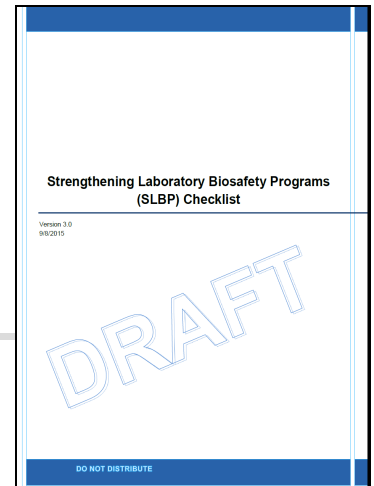 Strengthening Laboratory Biosafety Programs
(SLBP) Checklist
Version 3.0
9/8/2015
DRAFT
DO NOT DISTRIBUTE